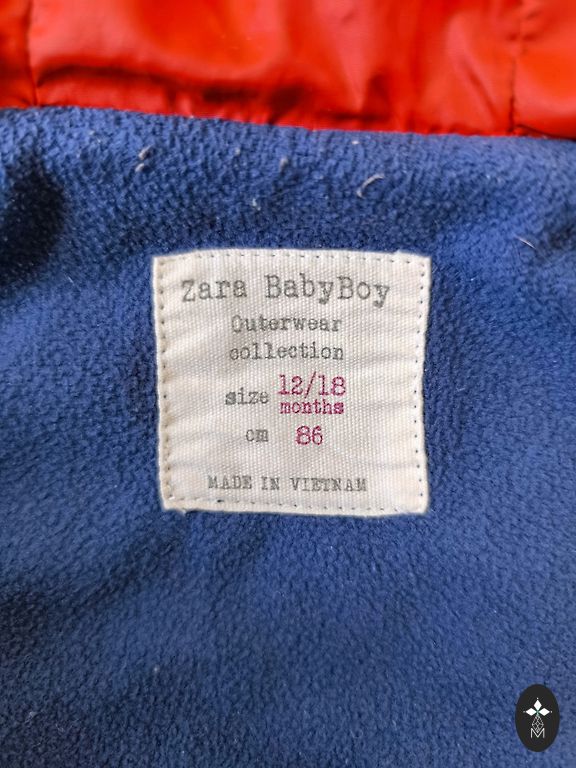 Zara BabyBoy
Outerwear
collection
size 12/18
months
cm 86
MADE IN VIETNAM
M